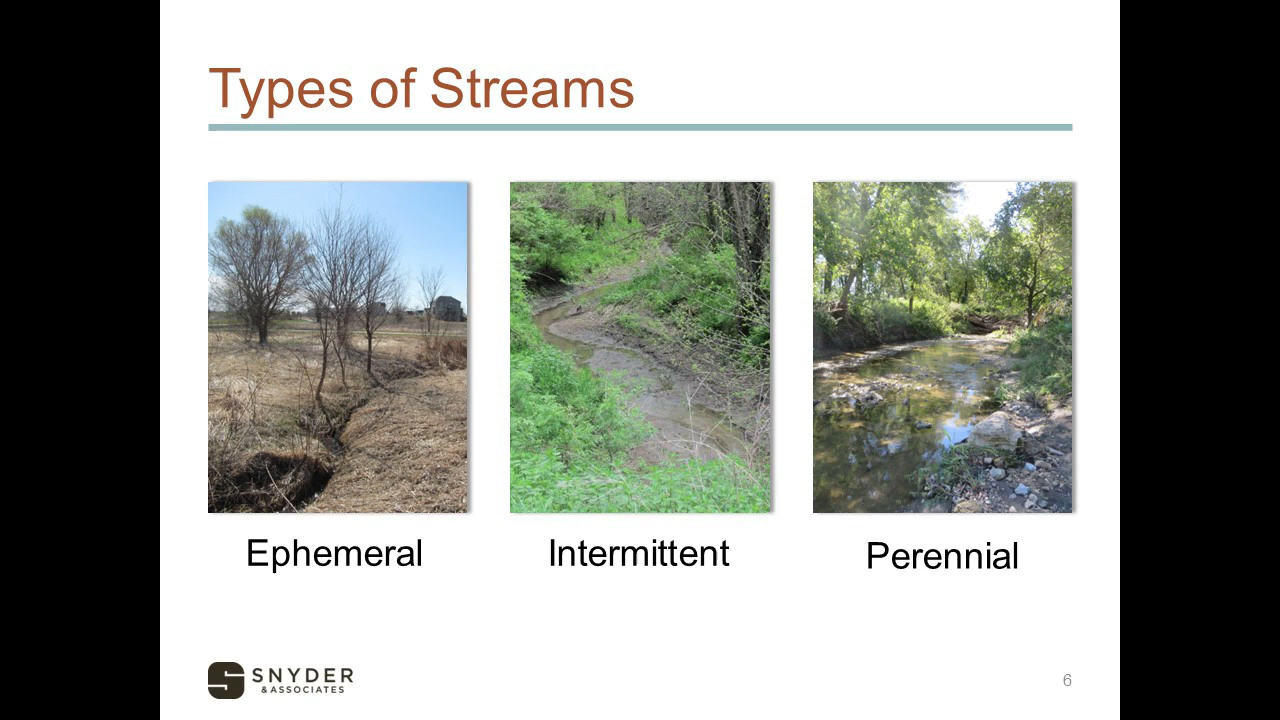 Types of Streams
Ephemeral
Intermittent
Perennial
SNYDER
& ASSOCIATES
6